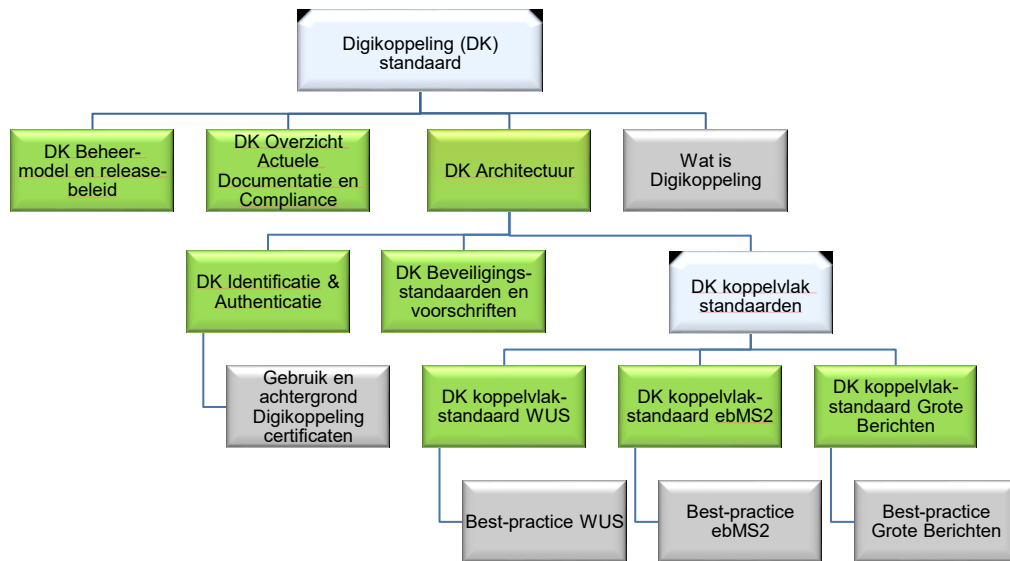 Digikoppeling (DK)
standaard
DK Beheer-
model en release-
beleid
DK Overzicht
Actuele
Documentatie en
Compliance
DK Architectuur
Wat is
Digikoppeling
DK Identificatie &
Authenticatie
DK Beveiligings-
standaarden en
voorschriften
DK koppelvlak
standaarden
Gebruik en
achtergrond
Digikoppeling
certificaten
DK koppelvlak-
standaard WUS
DK koppelvlak-
standaard ebMS2
DK koppelvlak-
standaard Grote
Berichten
Best-practice WUS
Best-practice
ebMS2
Best-practice
Grote Berichten